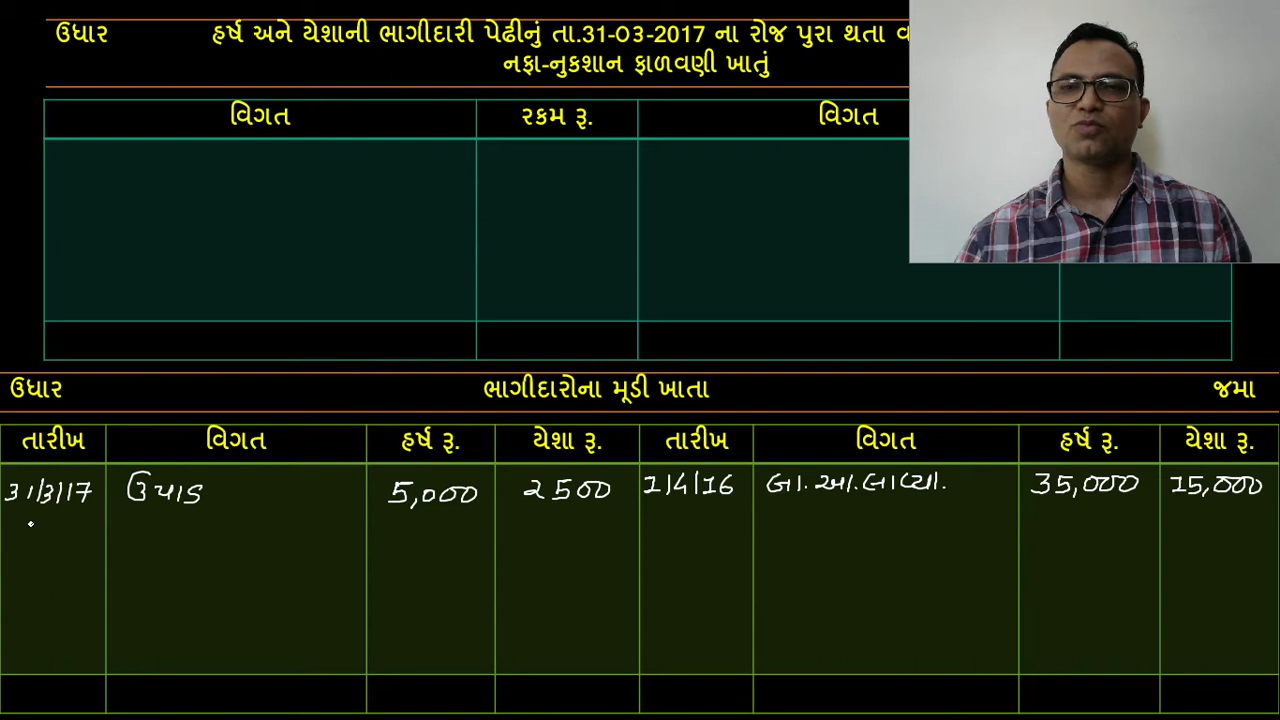 ઉધાર હર્ષ અને યેશાની ભાગીદારી પેઢીનું તા.31-03-2017 ના રોજ પુરા થતા
નફા-નુકશાન ફાળવણી ખાતું
વિગત રકમ રૂ. વિગત
ઉધાર ભાગીદારોના મૂડી ખાતા જમા
તારીખ વિગત હર્ષ રૂ. યેશા રૂ. તારીખ વિગત હર્ષ રૂ. યેશા રૂ.
31/3/17 ઉપાડ 5,000 2500 1/4/16 બા.આ.લાવ્યા. 35,000 15,000